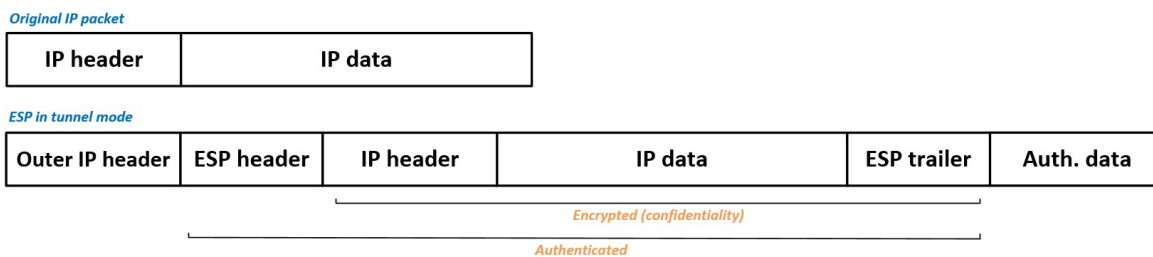 Original IP packet
IP header IP data
ESP in tunnel mode
Outer IP header ESP header IP header IP data ESP trailer Auth. data
Encrypted (confidentiality)
Authenticated